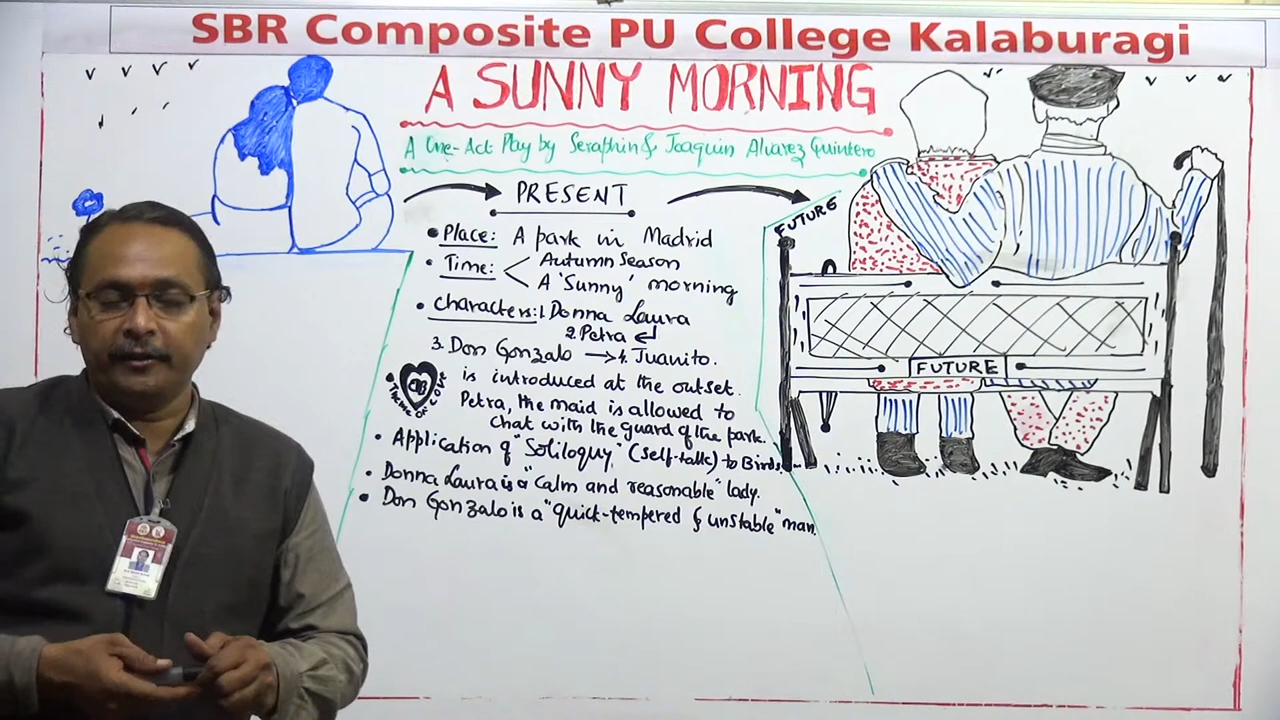 SBR Composite PU College Kalaburagi
A SUNNY MORNING
A One-Act Play by Seraphin & Joaquin Alvarez Quintero
PRESENT
FUTURE
• Place: A park in Madrid
• Time: Autumn Season
A 'Sunny' morning
• Characters: 1. Donna Laura
2. Petra
3. Don Gonzalo → 4. Juanito.
• Theme of Love
is introduced at the outset.
Petra, the maid is allowed to
chat with the guard of the park.
• Application of "Soliloquy" (Self-talk) to Birds
• Donna Laura is a "Calm and reasonable" lady.
• Don Gonzalo is a "quick-tempered & unstable" man.
FUTURE